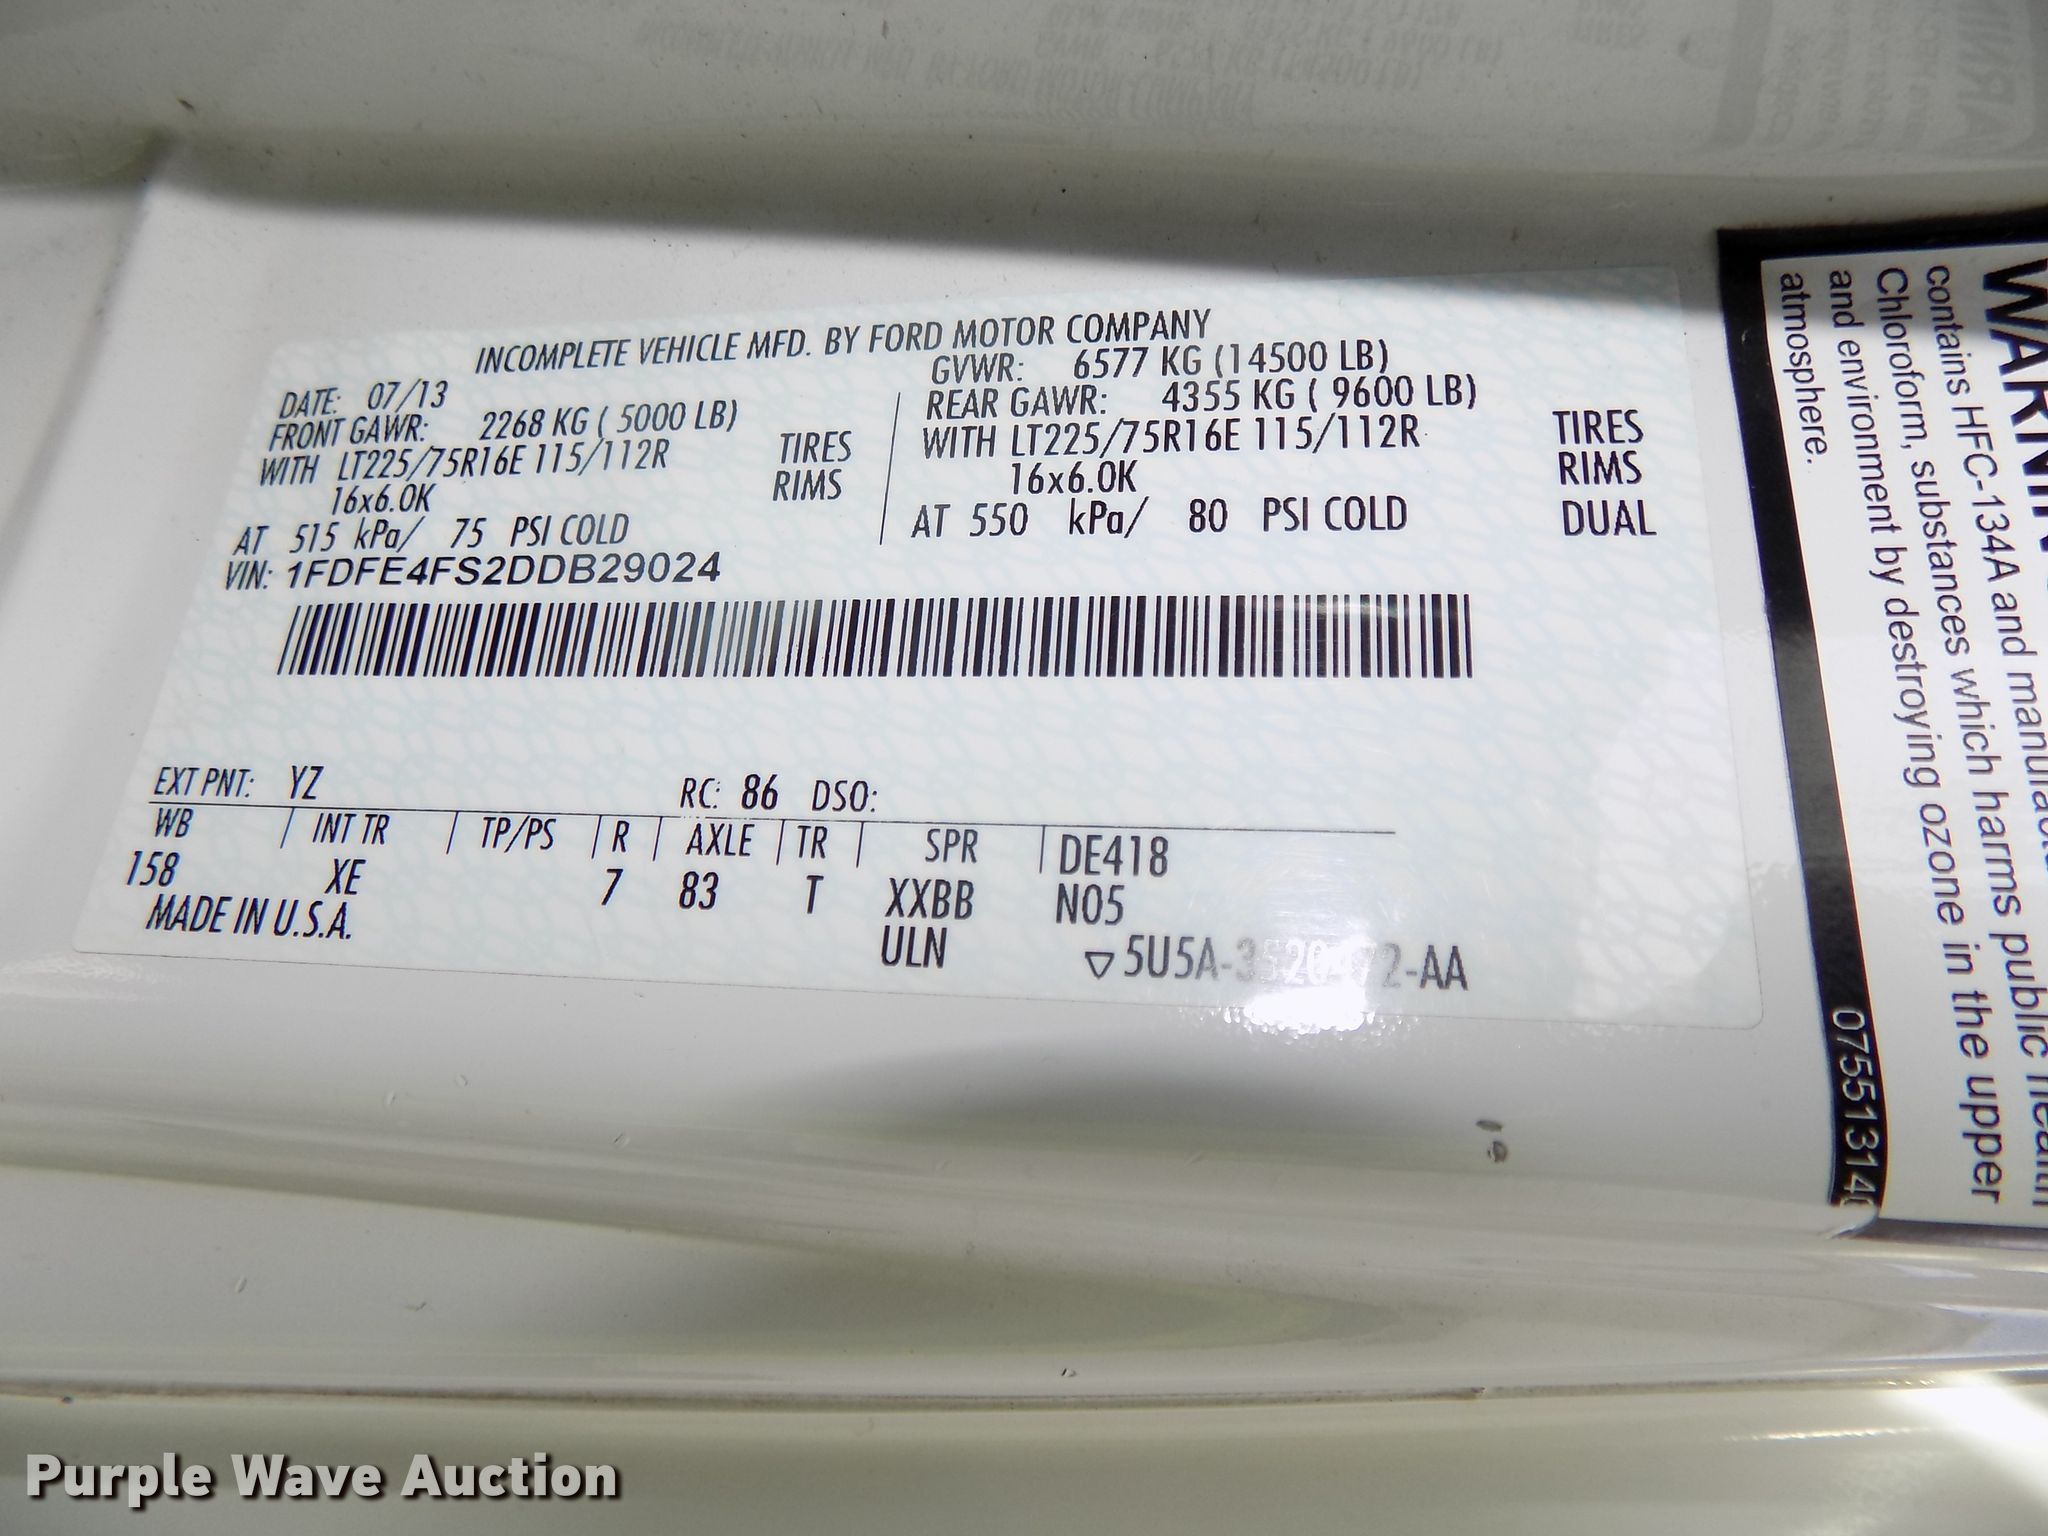 INCOMPLETE VEHICLE MFD. BY FORD MOTOR COMPANY
DATE: 07/13
GVWR: 6577 KG (14500 LB)
FRONT GAWR: 2268 KG ( 5000 LB)
REAR GAWR: 4355 KG ( 9600 LB)
WITH LT225/75R16E 115/112R TIRES
WITH LT225/75R16E 115/112R TIRES
16x6.0K RIMS
16x6.0K RIMS
AT 515 kPa/ 75 PSI COLD
AT 550 kPa/ 80 PSI COLD DUAL
VIN: 1FDFE4FS2DDB29024
EXT PNT: YZ RC: 86 DSO:
WB INT TR TP/PS R AXLE TR SPR DE418
158 XE 7 83 T XXBB N05
MADE IN U.S.A. ULN
▽5U5A-3520472-AA
contains HFC-134A and
Chloroform, substances which harms public
and environment by destroying ozone in the upper
atmosphere.
Purple Wave Auction